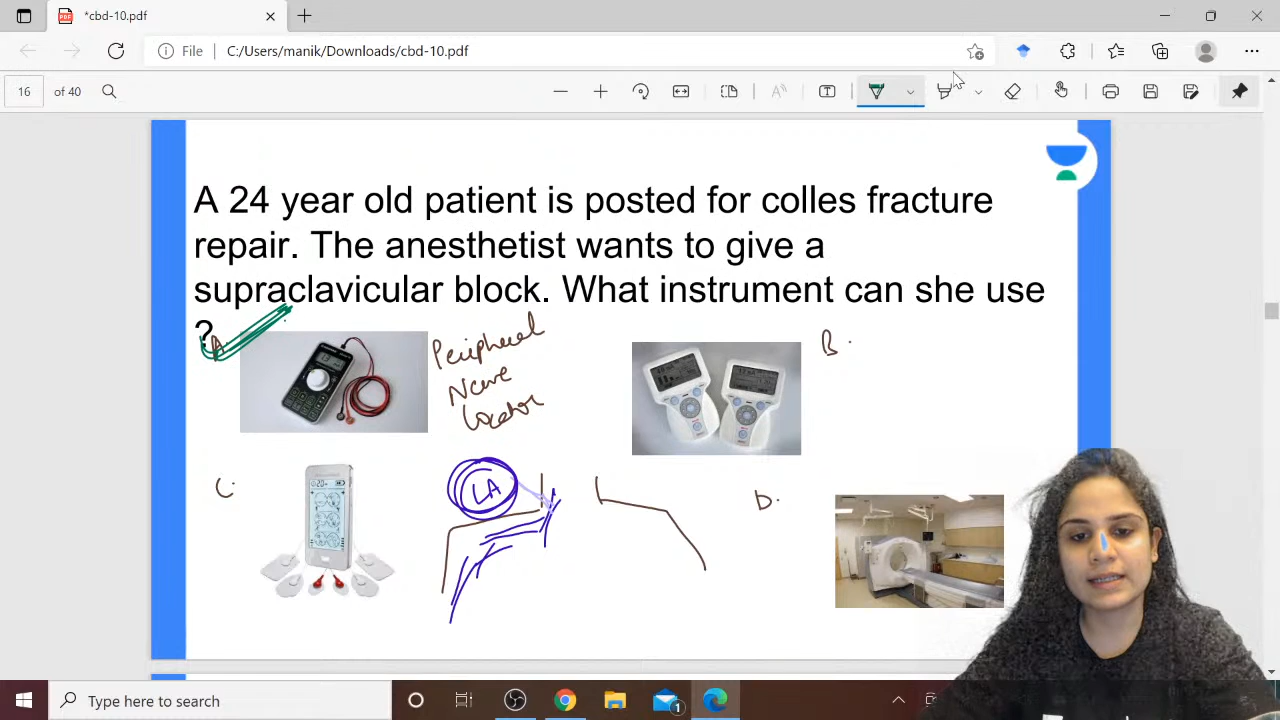 *cbd-10.pdf
File C:/Users/manik/Downloads/cbd-10.pdf
16 of 40
A 24 year old patient is posted for colles fracture
repair. The anesthetist wants to give a
supraclavicular block. What instrument can she use
?
A.
Peripheral
Nerve
Locator
B.
C.
LA
D.
Type here to search
1